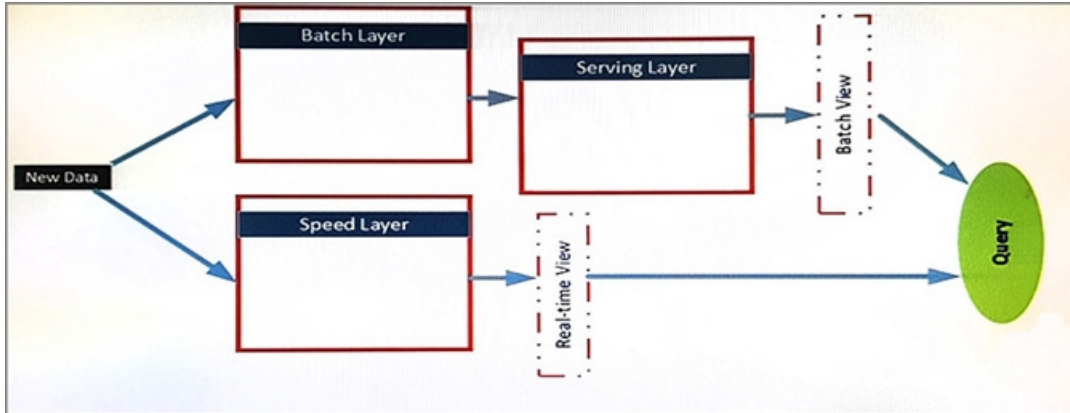 Batch Layer
Serving Layer
Batch View
New Data
Speed Layer
Real-time View
Query